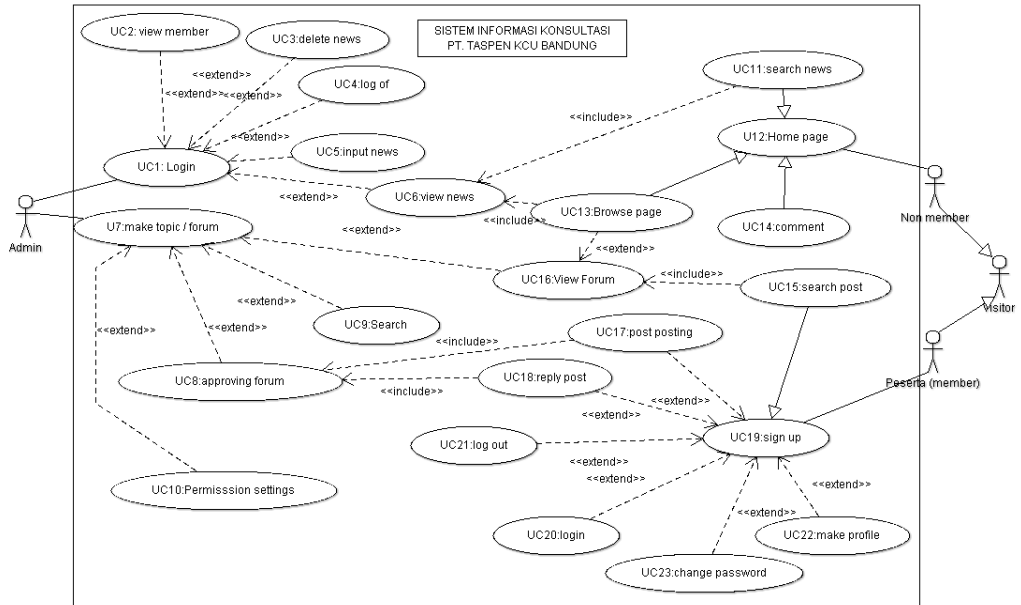 SISTEM INFORMASI KONSULTASI
PT. TASPEN KCU BANDUNG
UC2: view member
UC3:delete news
<<extend>>
UC4:log of
<<extend>>
<<extend>>
UC11:search news
<<include>>
<<extend>>
U12:Home page
UC5:input news
UC1: Login
<<extend>>
UC6:view news
UC13:Browse page
<<include>>
Non member
Admin
U7:make topic / forum
<<extend>>
UC14:comment
<<extend>>
UC16:View Forum
<<include>>
UC15:search post
Visitor
<<extend>>
<<extend>>
<<extend>>
UC9:Search
UC17:post posting
<<include>>
UC8:approving forum
UC18:reply post
<<include>>
Peserta (member)
<<extend>>
<<extend>>
UC19:sign up
UC21:log out
<<extend>>
<<extend>>
<<extend>>
UC10:Permisssion settings
<<extend>>
UC20:login
UC22:make profile
UC23:change password